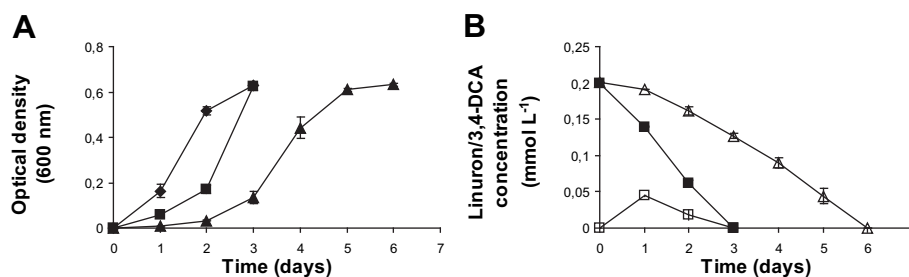 A
B
Optical density
(600 nm)
0,8
0,6
0,4
0,2
0
0 1 2 3 4 5 6 7
Time (days)
Linuron/3,4-DCA
concentration
(mmol L-1)
0,25
0,2
0,15
0,1
0,05
0
0 1 2 3 4 5 6
Time (days)